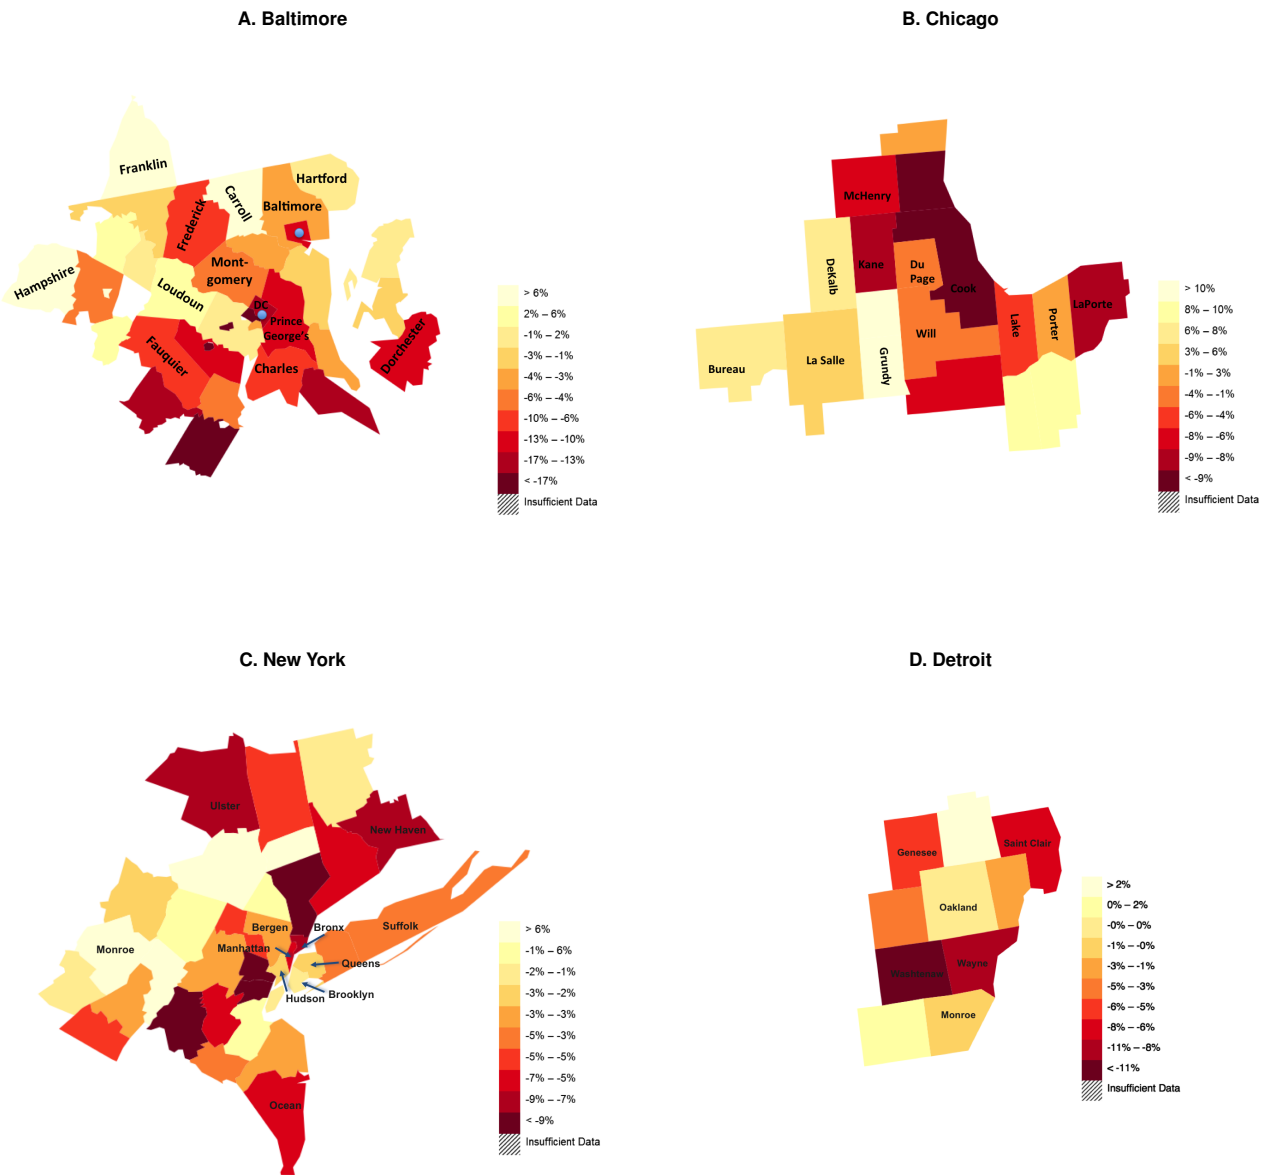 A. Baltimore
Franklin
Hartford
Carroll
Frederick
Baltimore
Mont-
gomery
Hampshire
Loudoun
DC
Prince
George's
Fauquier
Charles
Dorchester
> 6%
2% – 6%
-1% – 2%
-3% – -1%
-4% – -3%
-6% – -4%
-10% – -6%
-13% – -10%
-17% – -13%
< -17%
Insufficient Data
B. Chicago
McHenry
DeKalb
Kane
Du
Page
Cook
LaPorte
Lake
Porter
Will
La Salle
Grundy
Bureau
> 10%
8% – 10%
6% – 8%
3% – 6%
-1% – 3%
-4% – -1%
-6% – -4%
-8% – -6%
-9% – -8%
< -9%
Insufficient Data
C. New York
Ulster
New Haven
Bergen
Bronx
Suffolk
Monroe
Manhattan
Queens
Hudson
Brooklyn
Ocean
> 6%
-1% – 6%
-2% – -1%
-3% – -2%
-3% – -3%
-5% – -3%
-5% – -5%
-7% – -5%
-9% – -7%
< -9%
Insufficient Data
D. Detroit
Genesee
Saint Clair
Oakland
Washtenaw
Wayne
Monroe
> 2%
0% – 2%
-0% – 0%
-1% – -0%
-3% – -1%
-5% – -3%
-6% – -5%
-8% – -6%
-11% – -8%
< -11%
Insufficient Data